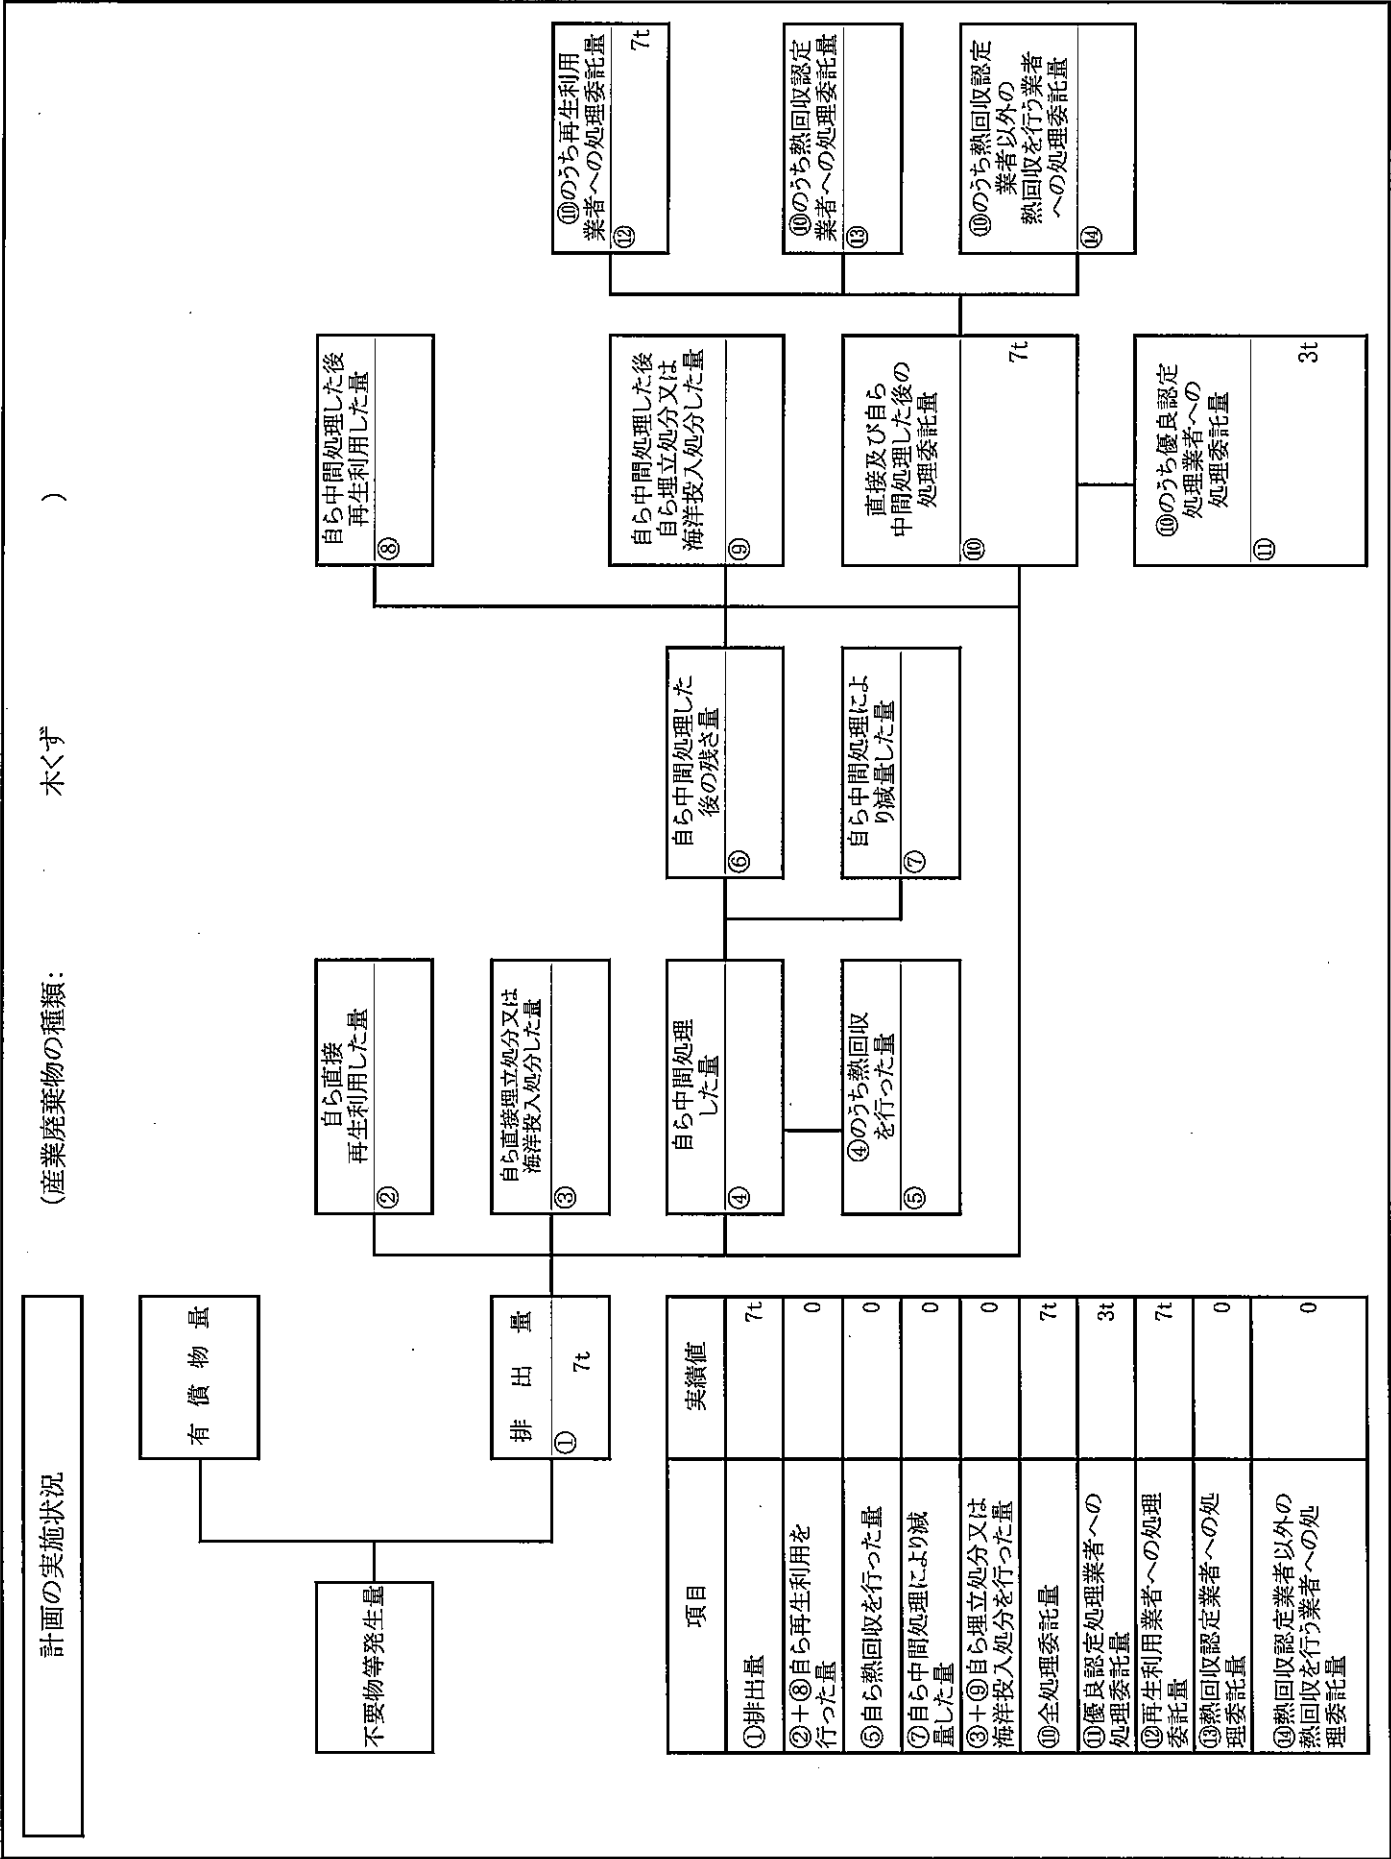 計画の実施状況
(産業廃棄物の種類:　木くず　)
不要物等発生量
有償物量
排出量
①
7t
自ら直接
再生利用した量
②
自ら直接埋立処分又は
海洋投入処分した量
③
自ら中間処理
した量
④
④のうち熱回収
を行った量
⑤
自ら中間処理した
後の残さ量
⑥
自ら中間処理によ
り減量した量
⑦
自ら中間処理した後
再生利用した量
⑧
自ら中間処理した後
自ら埋立処分又は
海洋投入処分した量
⑨
直接及び自ら
中間処理した後の
処理委託量
⑩
7t
⑩のうち優良認定
処理業者への
処理委託量
⑪
3t
⑩のうち再生利用
業者への処理委託量
⑫
7t
⑩のうち熱回収認定
業者への処理委託量
⑬
⑩のうち熱回収認定
業者以外の
熱回収を行う業者
への処理委託量
⑭
項目　実績値
①排出量　7t
②+⑧自ら再生利用を
行った量　0
⑤自ら熱回収を行った量　0
⑦自ら中間処理により減
量した量　0
③+⑨自ら埋立処分又は
海洋投入処分を行った量　0
⑩全処理委託量　7t
⑪優良認定処理業者への
処理委託量　3t
⑫再生利用業者への処理
委託量　7t
⑬熱回収認定業者への処
理委託量　0
⑭熱回収認定業者以外の
熱回収を行う業者への処
理委託量　0